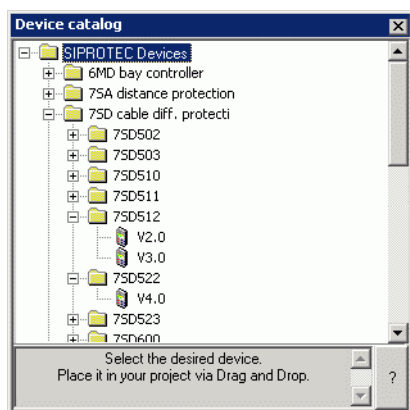 Device catalog
SIPROTEC Devices
6MD bay controller
7SA distance protection
7SD cable diff. protecti
7SD502
7SD503
7SD510
7SD511
7SD512
V2.0
V3.0
7SD522
V4.0
7SD523
7SD600
Select the desired device.
Place it in your project via Drag and Drop.
?